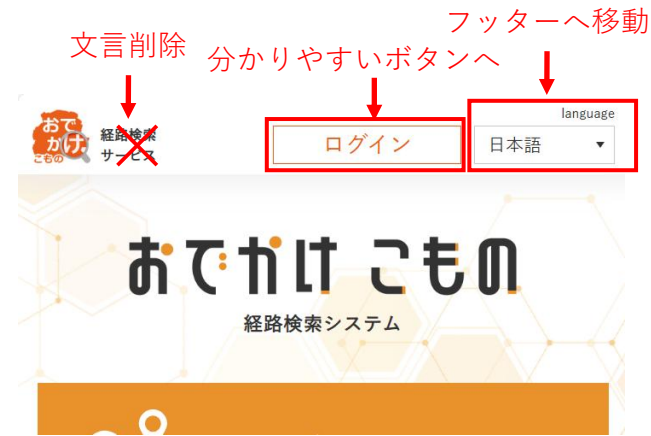 フッターへ移動
文言削除
分かりやすいボタンへ
おで
かけ
こもの
経路検索
サービス
ログイン
language
日本語
おでかけ こもの
経路検索システム